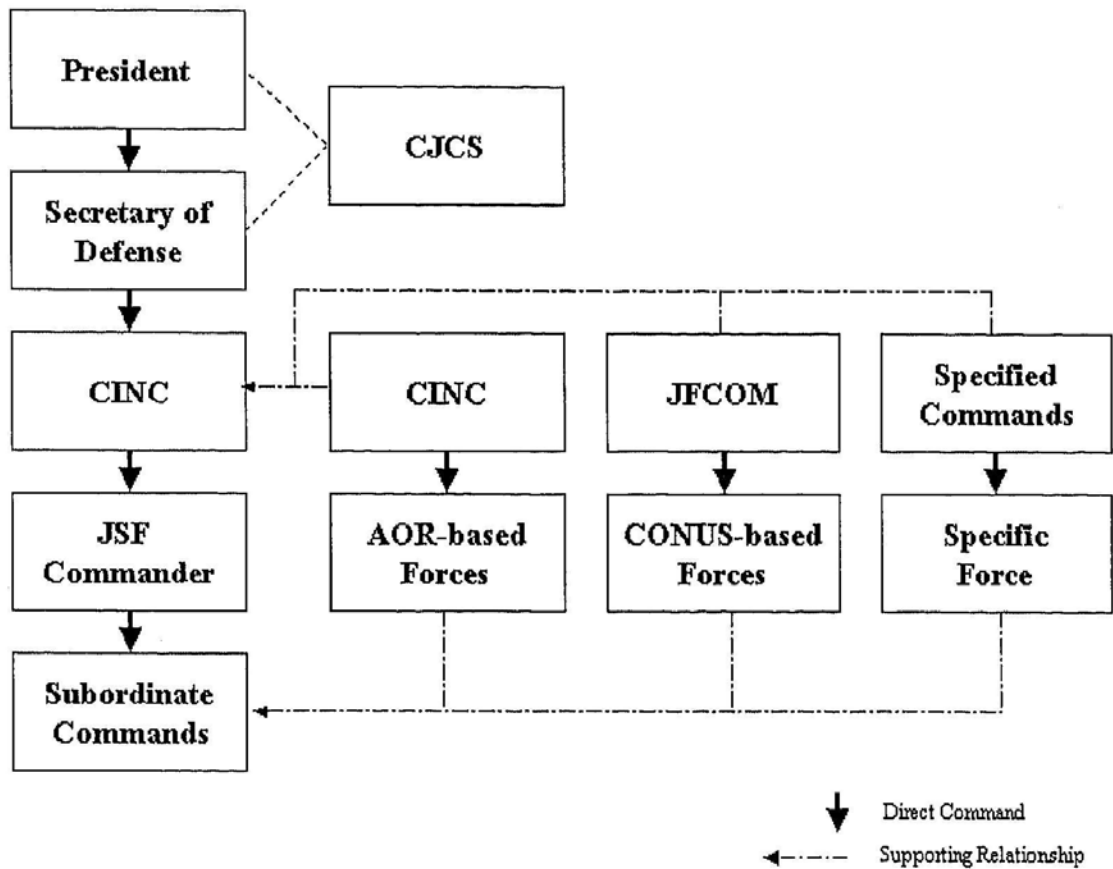 President
CJCS
Secretary of
Defense
CINC
CINC
JFCOM
Specified
Commands
JSF
Commander
AOR-based
Forces
CONUS-based
Forces
Specific
Force
Subordinate
Commands
Direct Command
Supporting Relationship